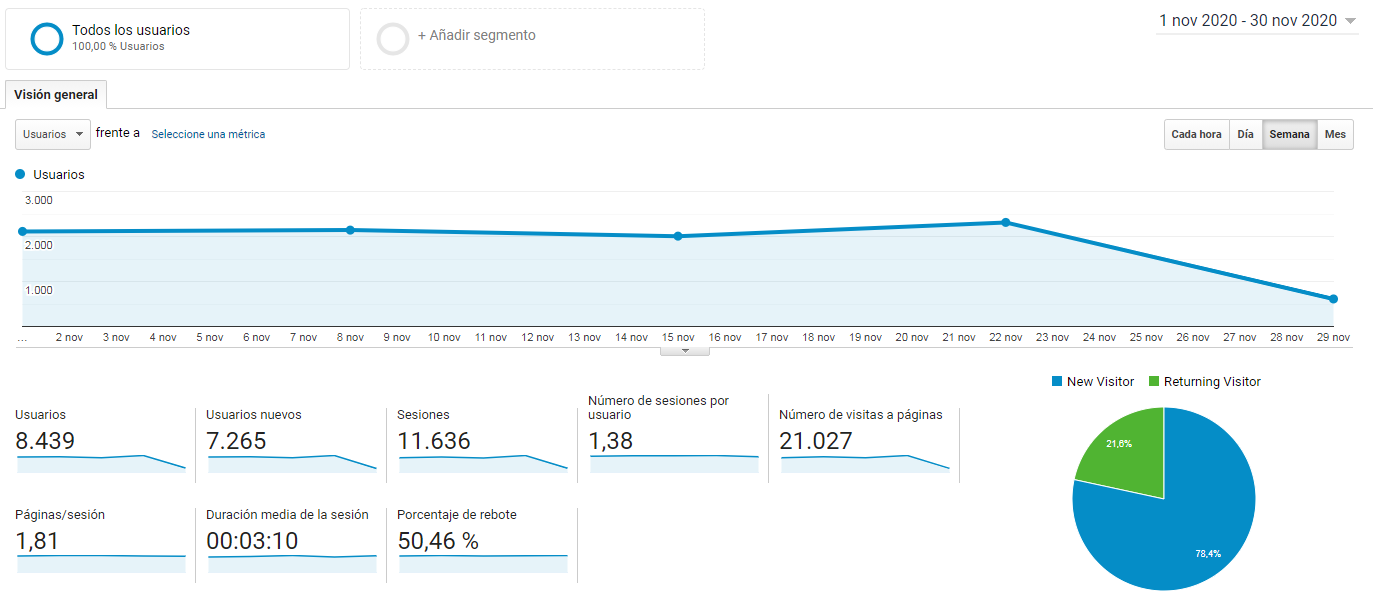 Todos los usuarios
100,00 % Usuarios
+ Añadir segmento
1 nov 2020 - 30 nov 2020
Visión general
Usuarios
frente a
Seleccione una métrica
Cada hora
Día
Semana
Mes
Usuarios
3.000
2.000
1.000
...
2 nov
3 nov
4 nov
5 nov
6 nov
7 nov
8 nov
9 nov
10 nov
11 nov
12 nov
13 nov
14 nov
15 nov
16 nov
17 nov
18 nov
19 nov
20 nov
21 nov
22 nov
23 nov
24 nov
25 nov
26 nov
27 nov
28 nov
29 nov
New Visitor
Returning Visitor
Usuarios
8.439
Usuarios nuevos
7.265
Sesiones
11.636
Número de sesiones por
usuario
1,38
Número de visitas a páginas
21.027
Páginas/sesión
1,81
Duración media de la sesión
00:03:10
Porcentaje de rebote
50,46 %
21,6%
78,4%